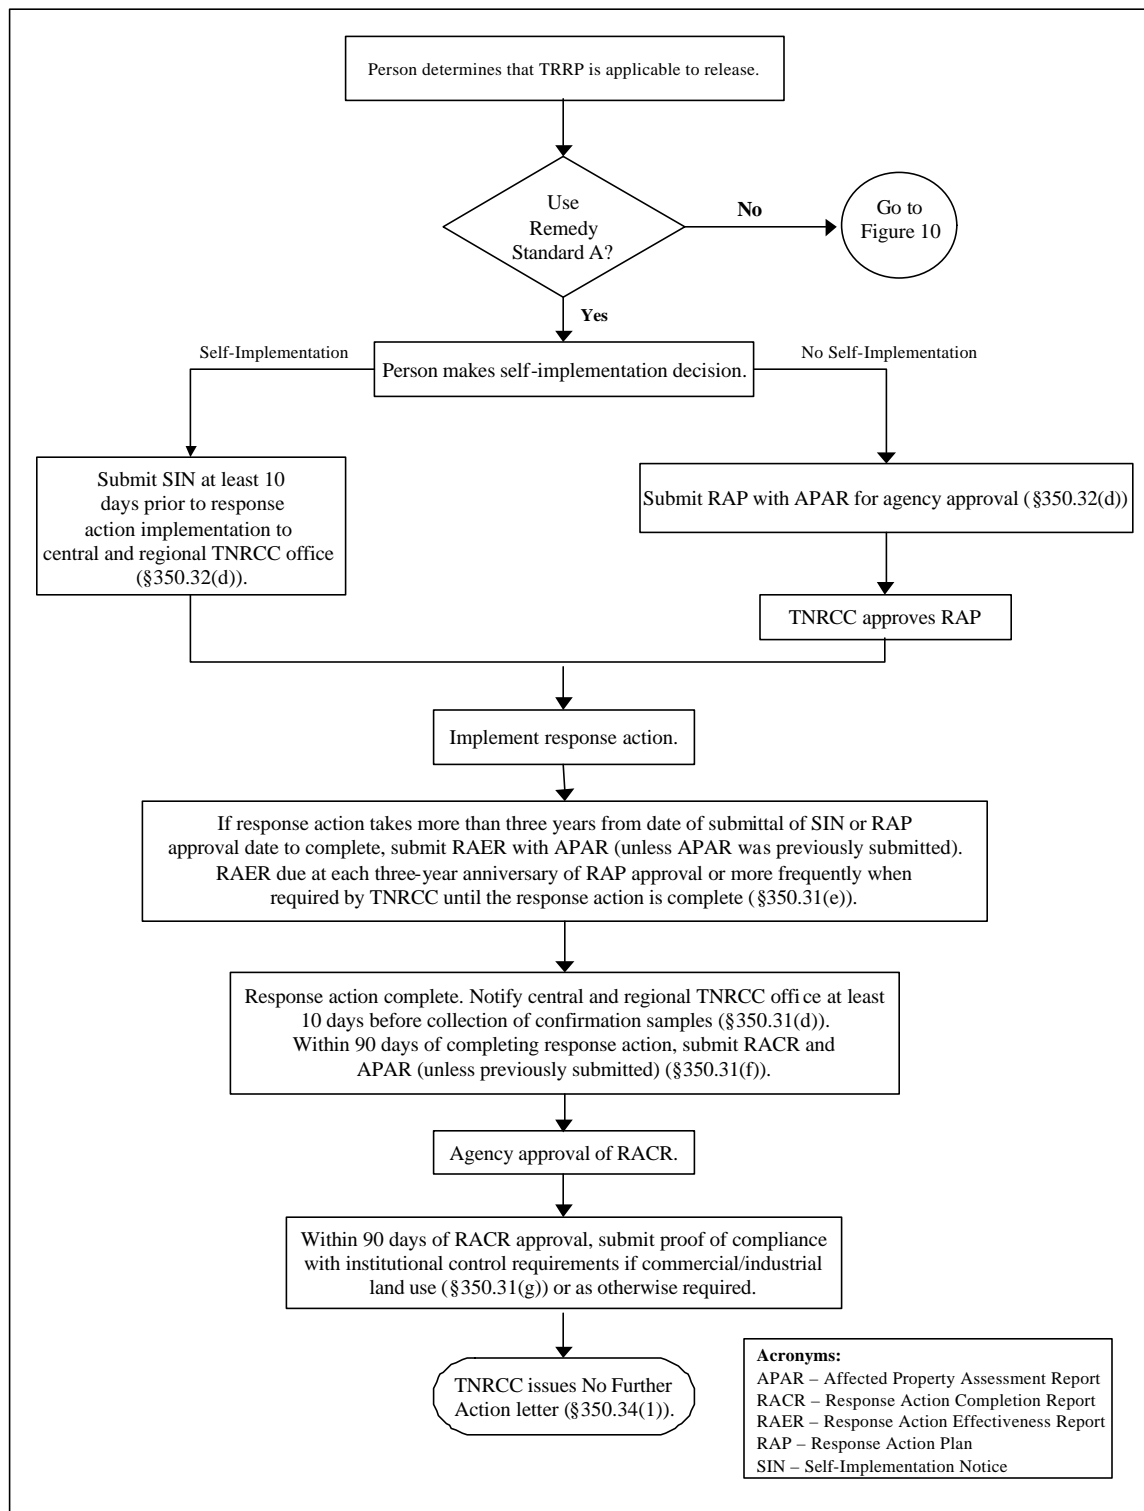 Person determines that TRRP is applicable to release.
Use
Remedy
Standard A?
No
Go to
Figure 10
Yes
Self-Implementation
Person makes self-implementation decision.
No Self-Implementation
Submit SIN at least 10
days prior to response
action implementation to
central and regional TNRCC office
(§350.32(d)).
Submit RAP with APAR for agency approval (§350.32(d))
TNRCC approves RAP
Implement response action.
If response action takes more than three years from date of submittal of SIN or RAP
approval date to complete, submit RAER with APAR (unless APAR was previously submitted).
RAER due at each three-year anniversary of RAP approval or more frequently when
required by TNRCC until the response action is complete (§350.31(e)).
Response action complete. Notify central and regional TNRCC office at least
10 days before collection of confirmation samples (§350.31(d)).
Within 90 days of completing response action, submit RACR and
APAR (unless previously submitted) (§350.31(f)).
Agency approval of RACR.
Within 90 days of RACR approval, submit proof of compliance
with institutional control requirements if commercial/industrial
land use (§350.31(g)) or as otherwise required.
TNRCC issues No Further
Action letter (§350.34(1)).
Acronyms:
APAR – Affected Property Assessment Report
RACR – Response Action Completion Report
RAER – Response Action Effectiveness Report
RAP – Response Action Plan
SIN – Self-Implementation Notice